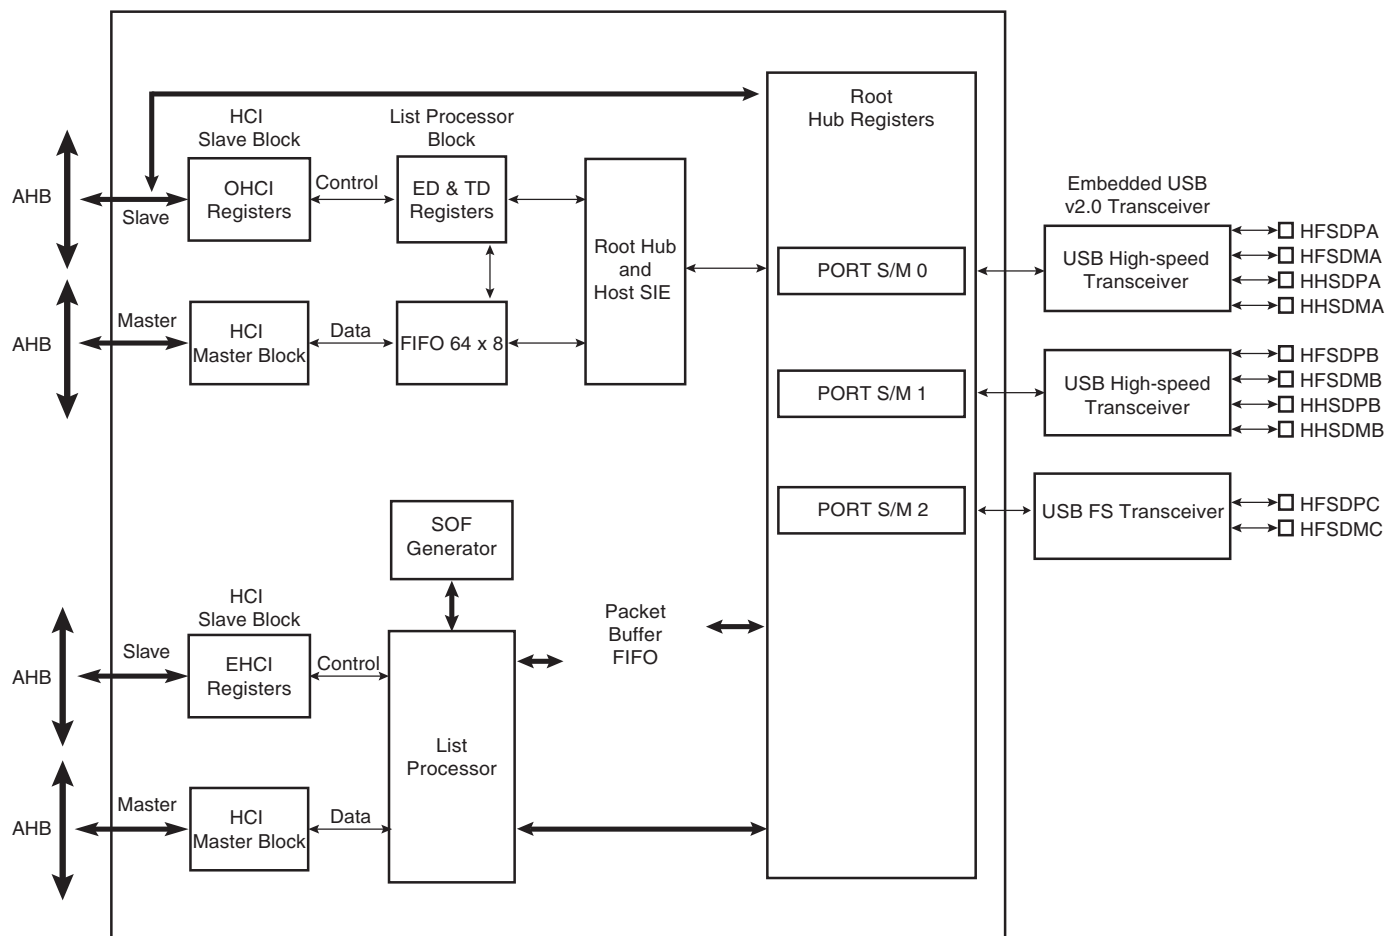 HCI
Slave Block
List Processor
Block
Root
Hub Registers
AHB
Slave
OHCI
Registers
Control
ED & TD
Registers
Root Hub
and
Host SIE
AHB
Master
HCI
Master Block
Data
FIFO 64 x 8
PORT S/M 0
PORT S/M 1
PORT S/M 2
Embedded USB
v2.0 Transceiver
USB High-speed
Transceiver
HFSDPA
HFSDMA
HHSDPA
HHSDMA
USB High-speed
Transceiver
HFSDPB
HFSDMB
HHSDPB
HHSDMB
USB FS Transceiver
HFSDPC
HFSDMC
SOF
Generator
HCI
Slave Block
AHB
Slave
EHCI
Registers
Control
Packet
Buffer
FIFO
List
Processor
AHB
Master
HCI
Master Block
Data